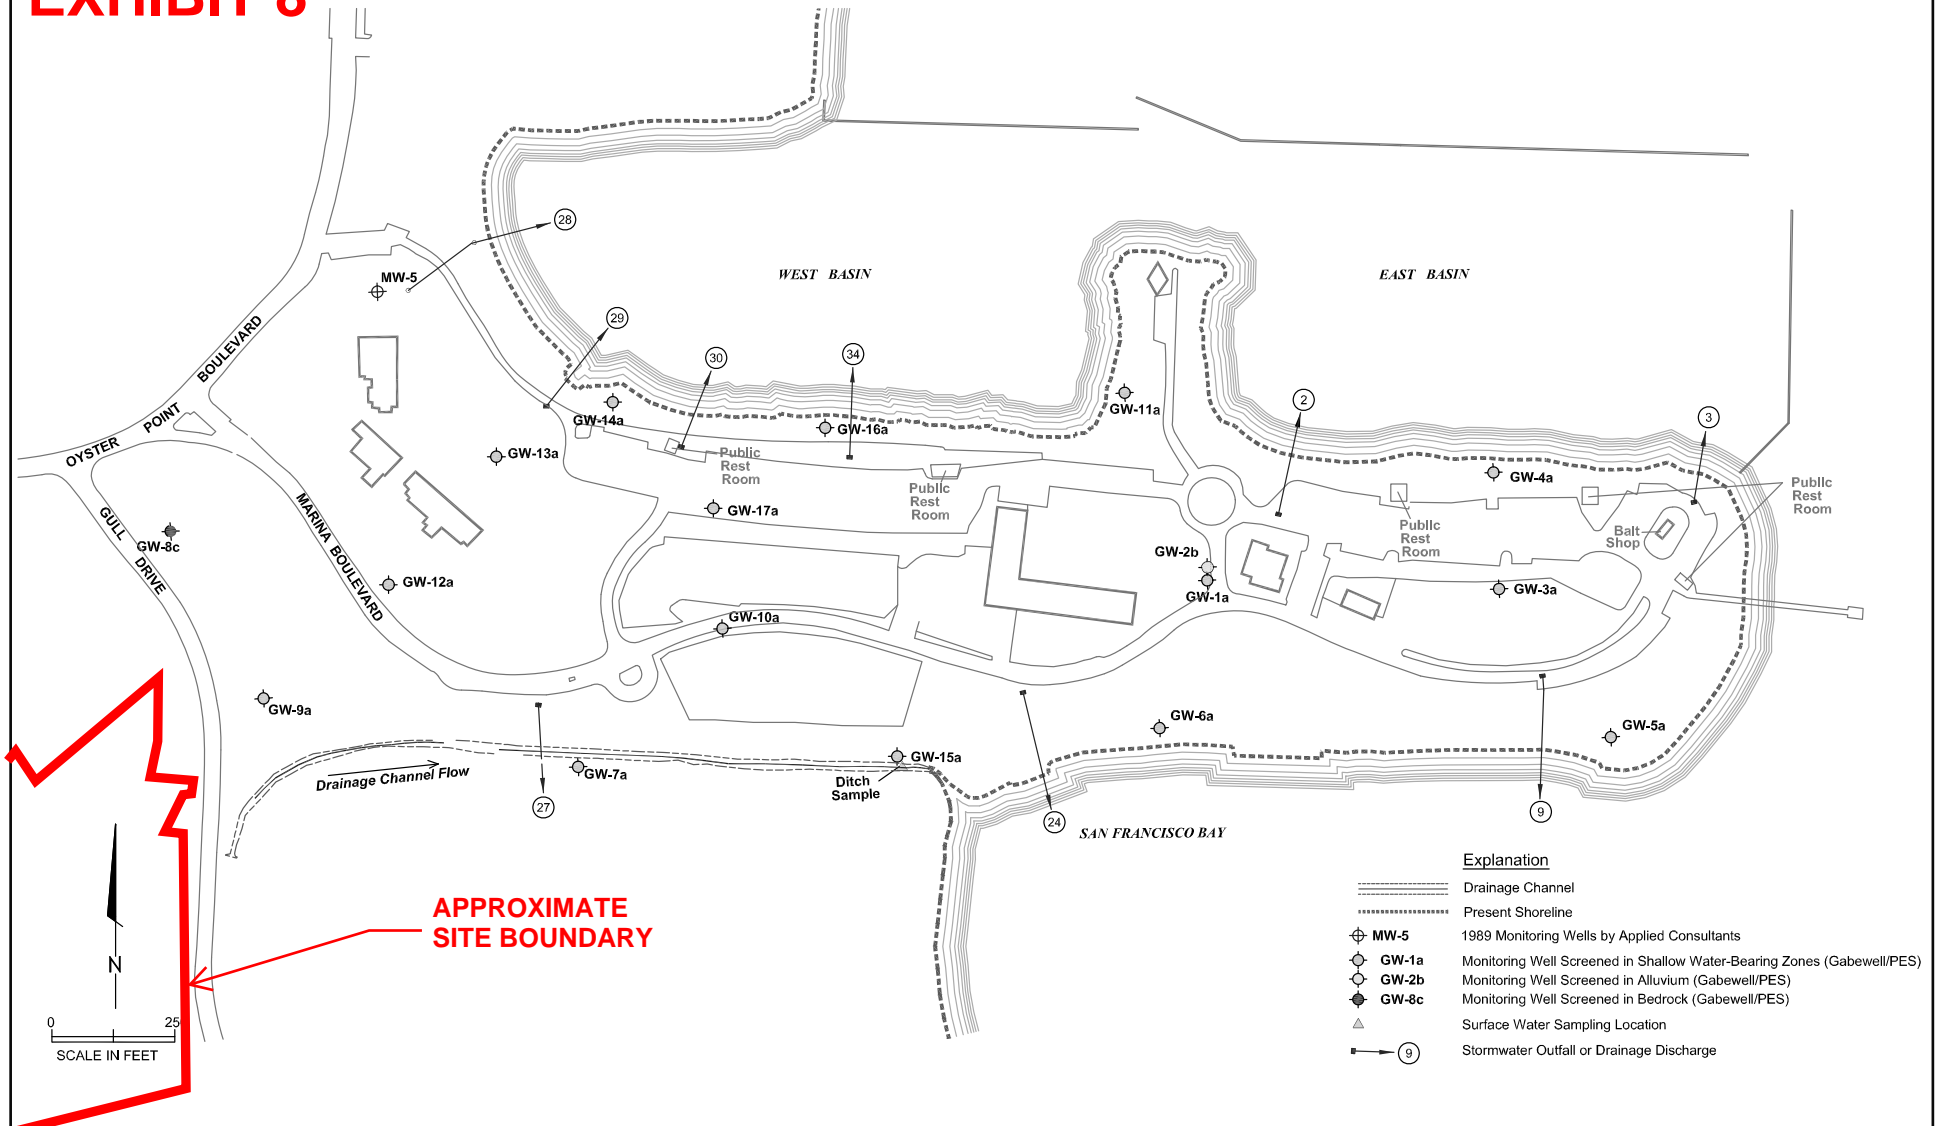 EXHIBIT 8
28
MW-5
WEST BASIN
EAST BASIN
29
30
34
2
3
OYSTER POINT BOULEVARD
GW-14a
GW-16a
GW-11a
GW-13a
Public
Rest
Room
Public
Rest
Room
GW-4a
Public
Rest
Room
Public
Rest
Room
Bait
Shop
GW-17a
GW-8c
GULL DRIVE
MARINA BOULEVARD
GW-12a
GW-2b
GW-1a
GW-3a
GW-10a
GW-9a
GW-6a
GW-5a
GW-15a
GW-7a
Drainage Channel Flow
Ditch
Sample
27
24
9
SAN FRANCISCO BAY
APPROXIMATE
SITE BOUNDARY
N
0 25
SCALE IN FEET
Explanation
Drainage Channel
Present Shoreline
MW-5 1989 Monitoring Wells by Applied Consultants
GW-1a Monitoring Well Screened in Shallow Water-Bearing Zones (Gabewell/PES)
GW-2b Monitoring Well Screened in Alluvium (Gabewell/PES)
GW-8c Monitoring Well Screened in Bedrock (Gabewell/PES)
Surface Water Sampling Location
9 Stormwater Outfall or Drainage Discharge